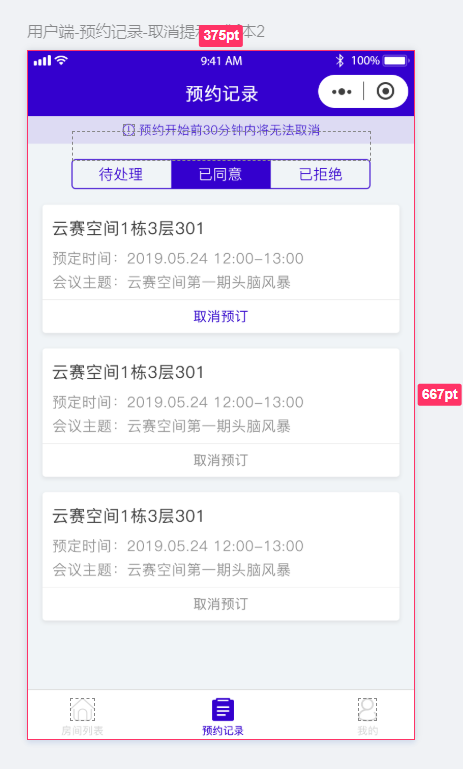 用户端-预约记录-取消提
本2
375pt
9:41 AM
100%
预约记录
预约开始前30分钟内将无法取消
待处理
已同意
已拒绝
云赛空间1栋3层301
预定时间：2019.05.24 12:00-13:00
会议主题：云赛空间第一期头脑风暴
取消预订
667pt
云赛空间1栋3层301
预定时间：2019.05.24 12:00-13:00
会议主题：云赛空间第一期头脑风暴
取消预订
云赛空间1栋3层301
预定时间：2019.05.24 12:00-13:00
会议主题：云赛空间第一期头脑风暴
取消预订
房间列表
预约记录
我的